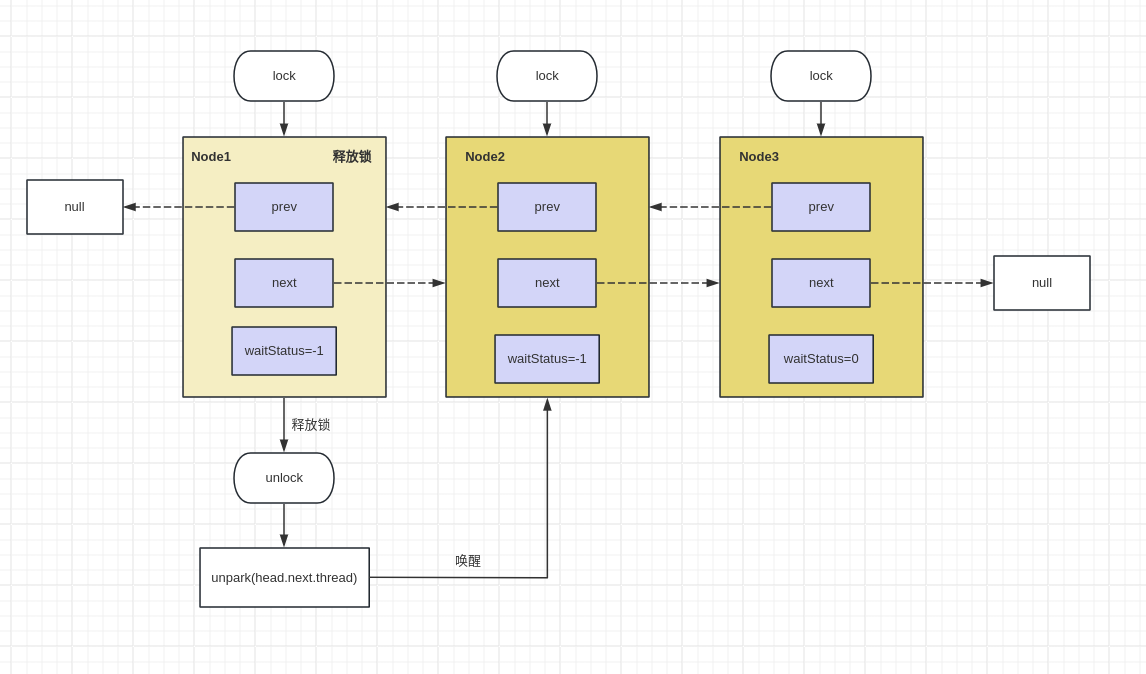 lock
lock
lock
Node1 释放锁
Node2
Node3
null
prev
prev
prev
next
next
next
null
waitStatus=-1
waitStatus=-1
waitStatus=0
释放锁
unlock
唤醒
unpark(head.next.thread)